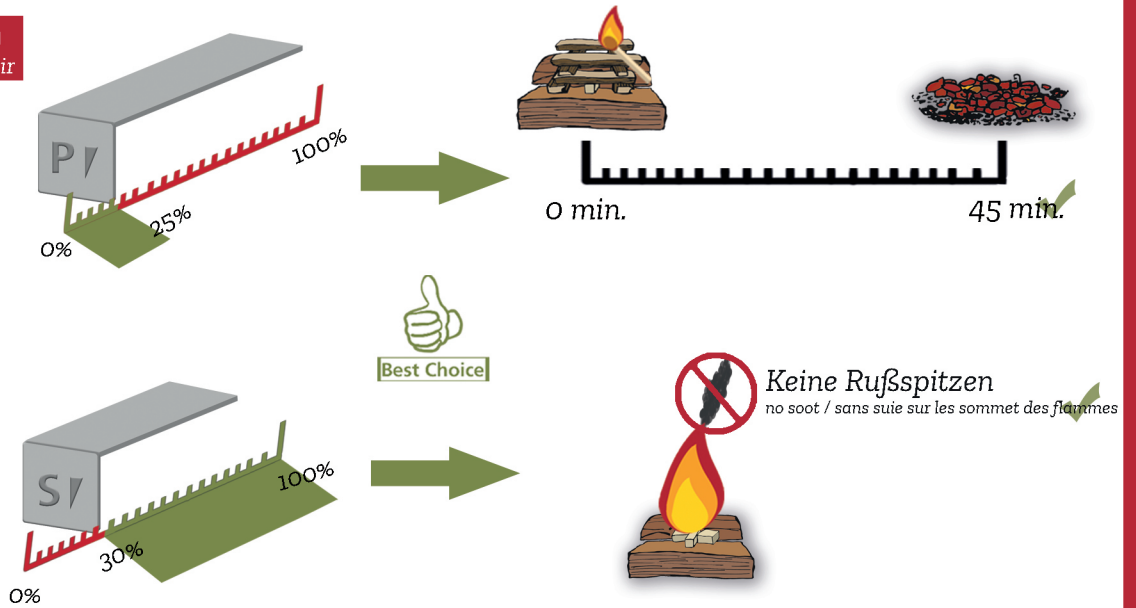 ir
P
100%
25%
0%
0 min.
45 min.
Best Choice
Keine Rußspitzen
no soot / sans suie sur les sommet des flammes
S
100%
30%
0%